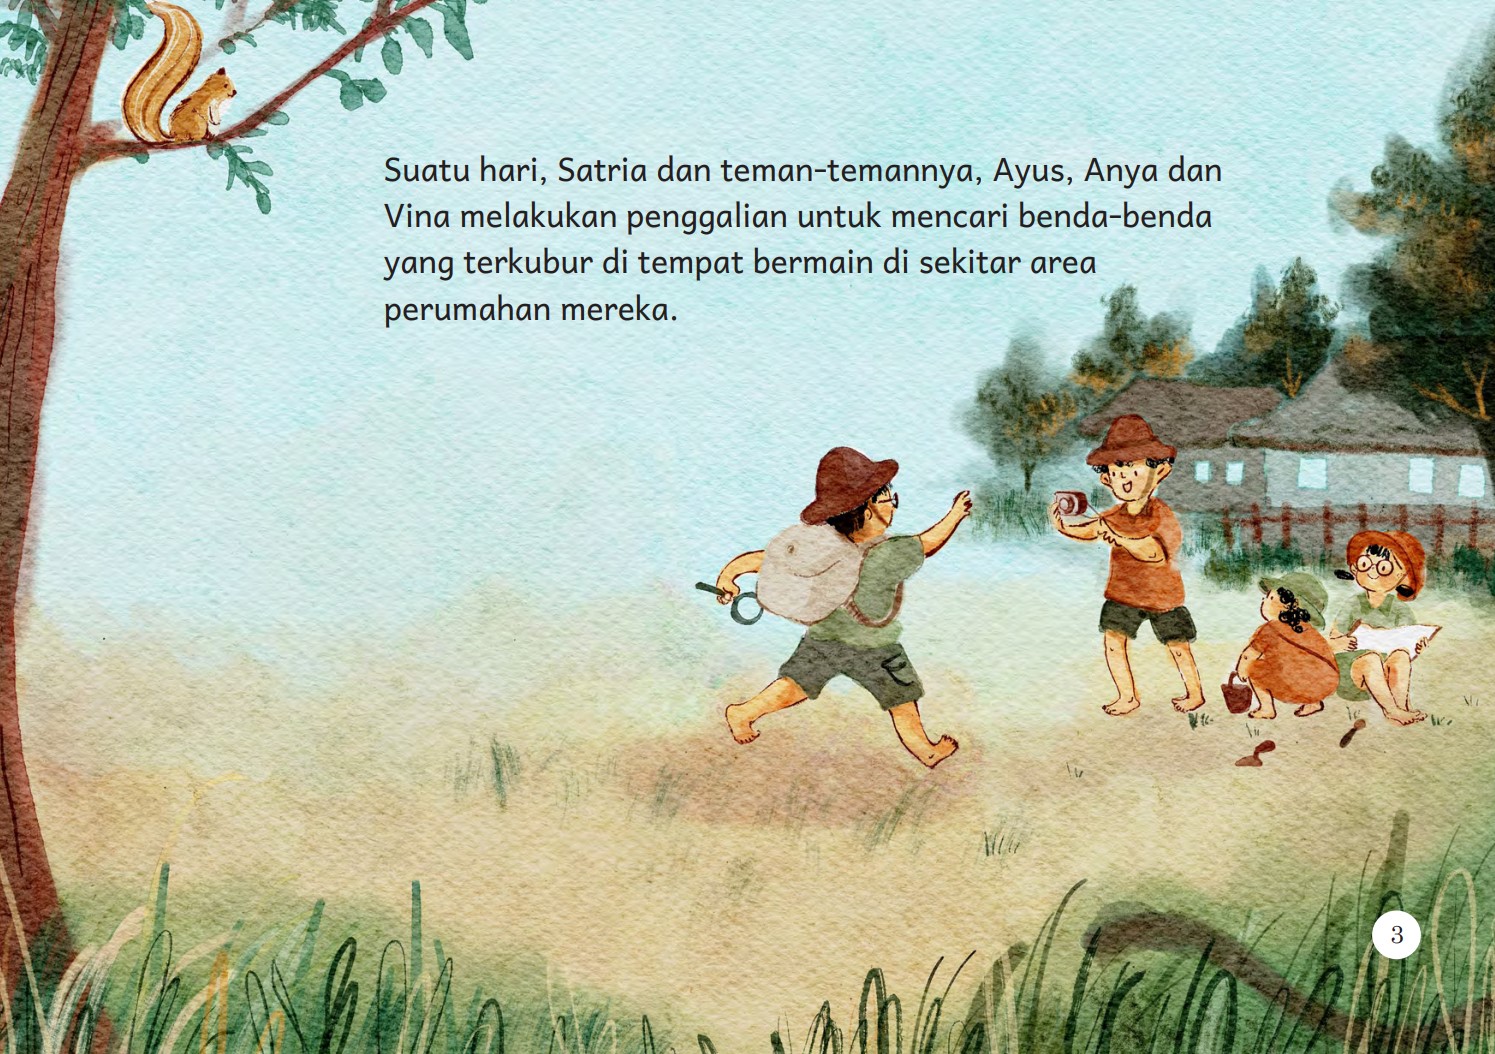 Suatu hari, Satria dan teman-temannya, Ayus, Anya dan
Vina melakukan penggalian untuk mencari benda-benda
yang terkubur di tempat bermain di sekitar area
perumahan mereka.
3